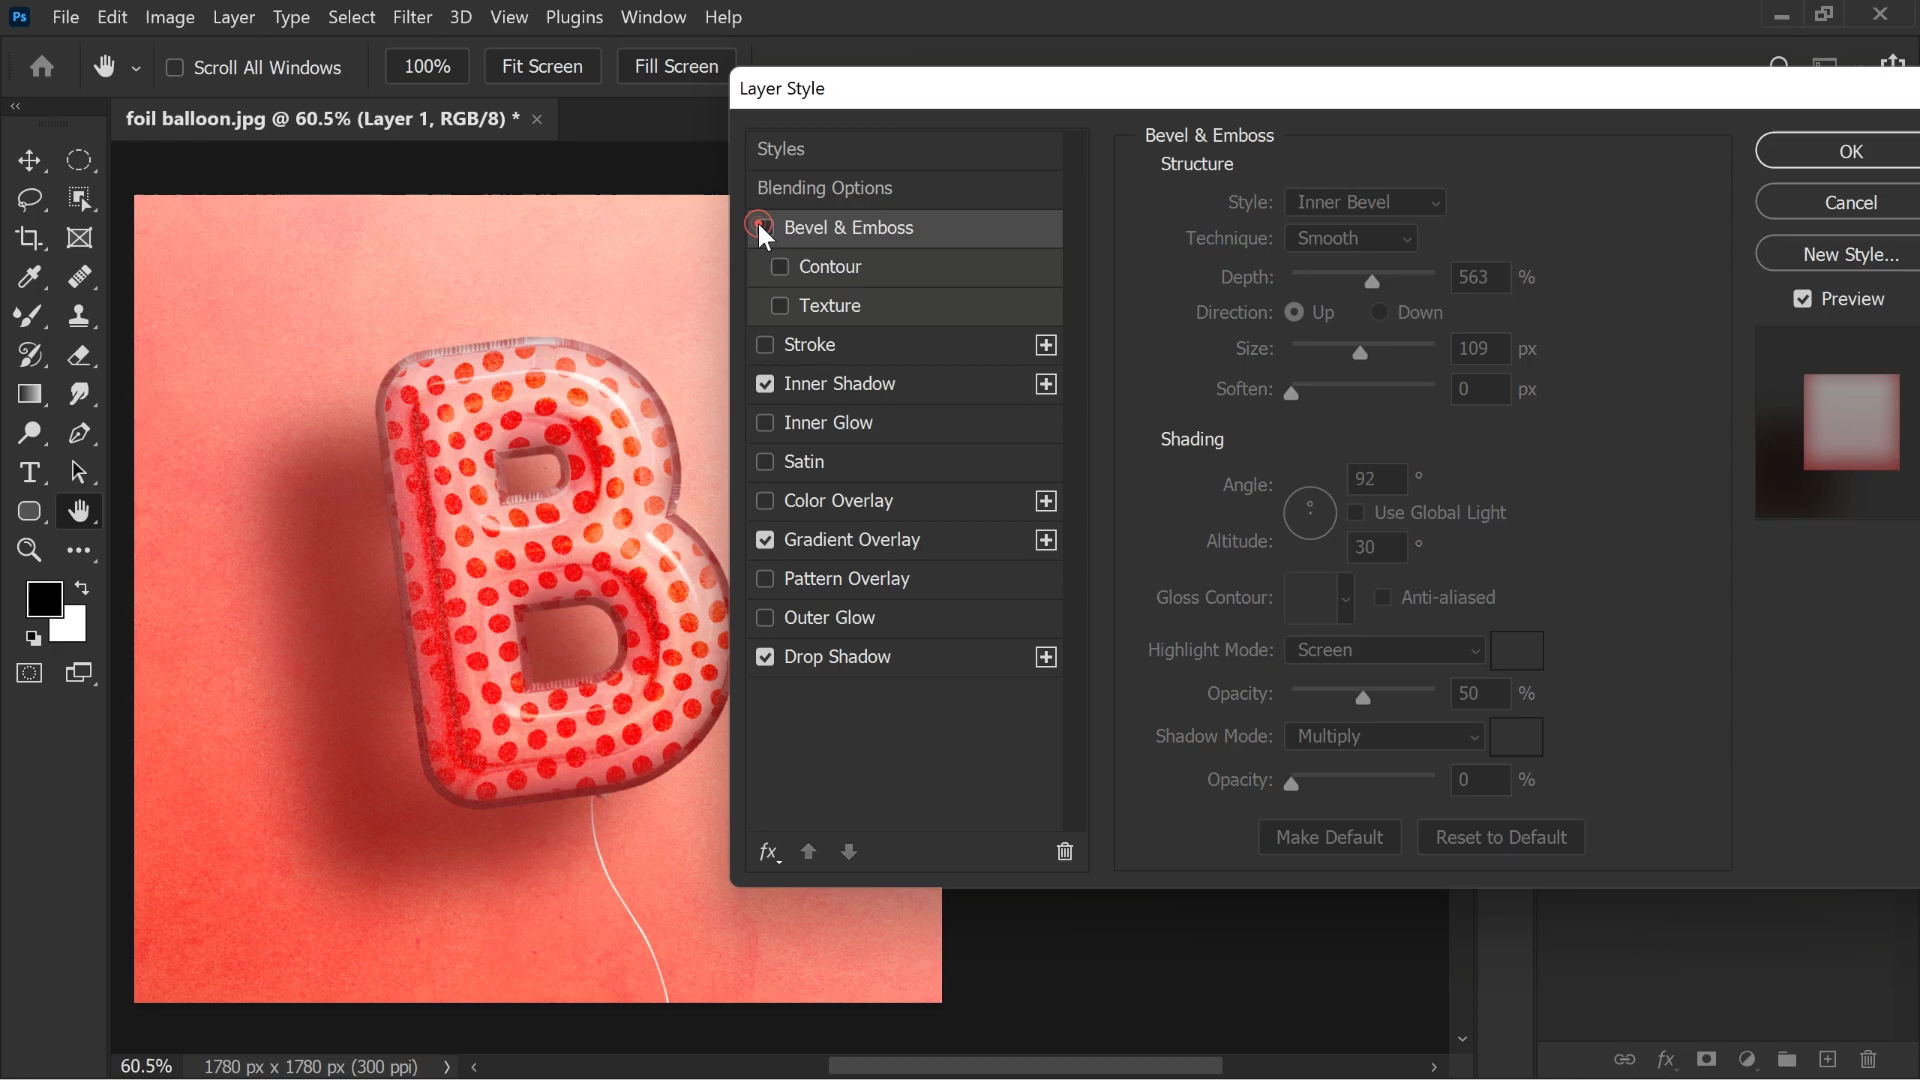 Ps File Edit Image Layer Type Select Filter 3D View Plugins Window Help
Scroll All Windows 100% Fit Screen Fill Screen
foil balloon.jpg @ 60.5% (Layer 1, RGB/8) *
Layer Style
Styles
Blending Options
Bevel & Emboss
Contour
Texture
Stroke
Inner Shadow
Inner Glow
Satin
Color Overlay
Gradient Overlay
Pattern Overlay
Outer Glow
Drop Shadow
fx
Bevel & Emboss
Structure
Style: Inner Bevel
Technique: Smooth
Depth: 563 %
Direction: Up Down
Size: 109 px
Soften: 0 px
Shading
Angle: 92 °
Use Global Light
Altitude: 30 °
Gloss Contour: Anti-aliased
Highlight Mode: Screen
Opacity: 50 %
Shadow Mode: Multiply
Opacity: 0 %
Make Default Reset to Default
OK
Cancel
New Style...
Preview
B
T
60.5% 1780 px x 1780 px (300 ppi)
fx